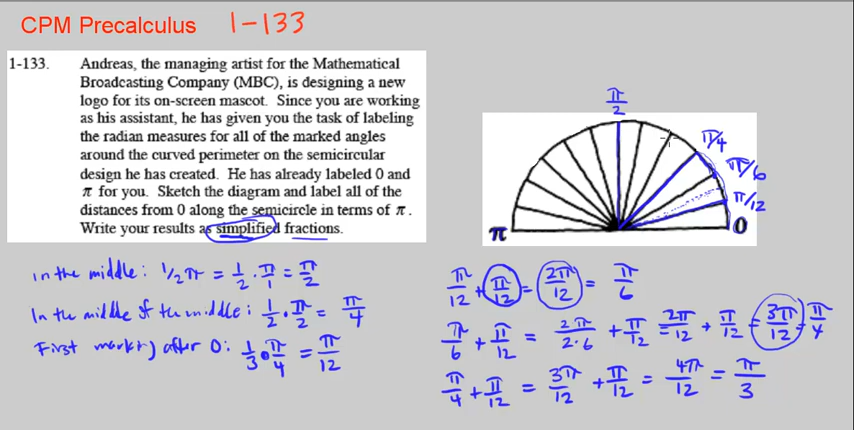 CPM Precalculus 1-133
1-133. Andreas, the managing artist for the Mathematical
Broadcasting Company (MBC), is designing a new
logo for its on-screen mascot. Since you are working
as his assistant, he has given you the task of labeling
the radian measures for all of the marked angles
around the curved perimeter on the semicircular
design he has created. He has already labeled 0 and
π for you. Sketch the diagram and label all of the
distances from 0 along the semicircle in terms of π.
Write your results as simplified fractions.
π/2
π/4
π/6
π/12
π
0
In the middle: 1/2 π = 1/2 · π/1 = π/2
In the middle of the middle: 1/2 · π/2 = π/4
First marking after 0: 1/3 · π/4 = π/12
π/12 + π/12 = 2π/12 = π/6
π/6 + π/12 = 2π/2·6 + π/12 = 2π/12 + π/12 = 3π/12 = π/4
π/4 + π/12 = 3π/12 + π/12 = 4π/12 = π/3